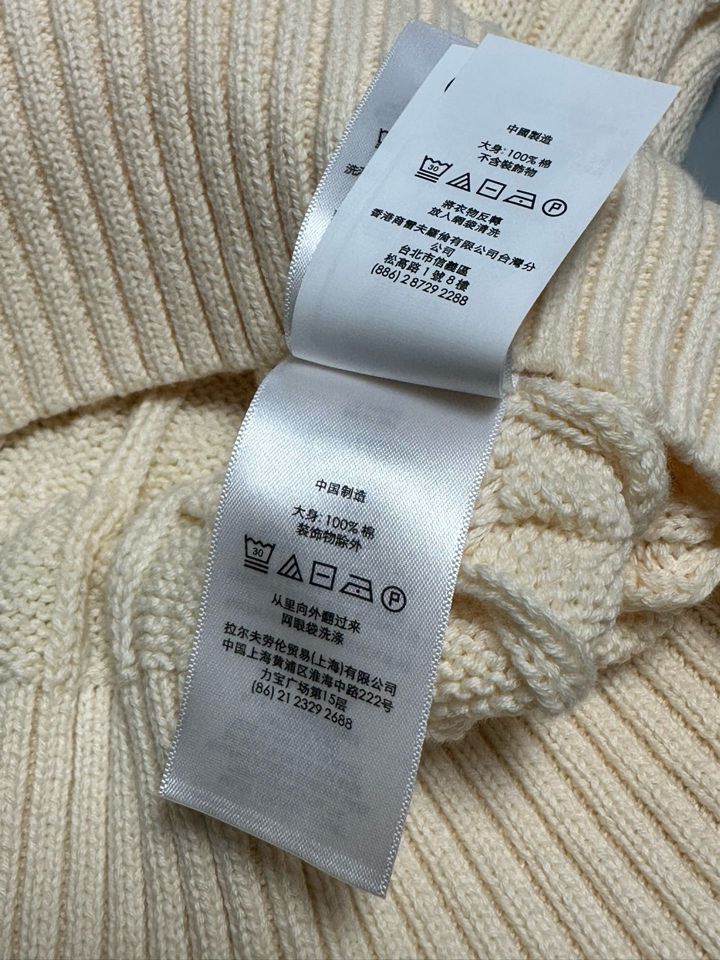 中國製造
大身: 100% 棉
不含裝飾物
30
P
將衣物反轉
放入網袋清洗
香港商雷夫羅倫有限公司台灣分
公司
台北市信義區
松高路 1 號 8 樓
(886) 2 8729 2288
洗
中国制造
大身: 100% 棉
装饰物除外
30
P
从里向外翻过来
网眼袋洗涤
拉尔夫劳伦贸易(上海)有限公司
中国上海黄浦区淮海中路222号
力宝广场第15层
(86) 21 2329 2688